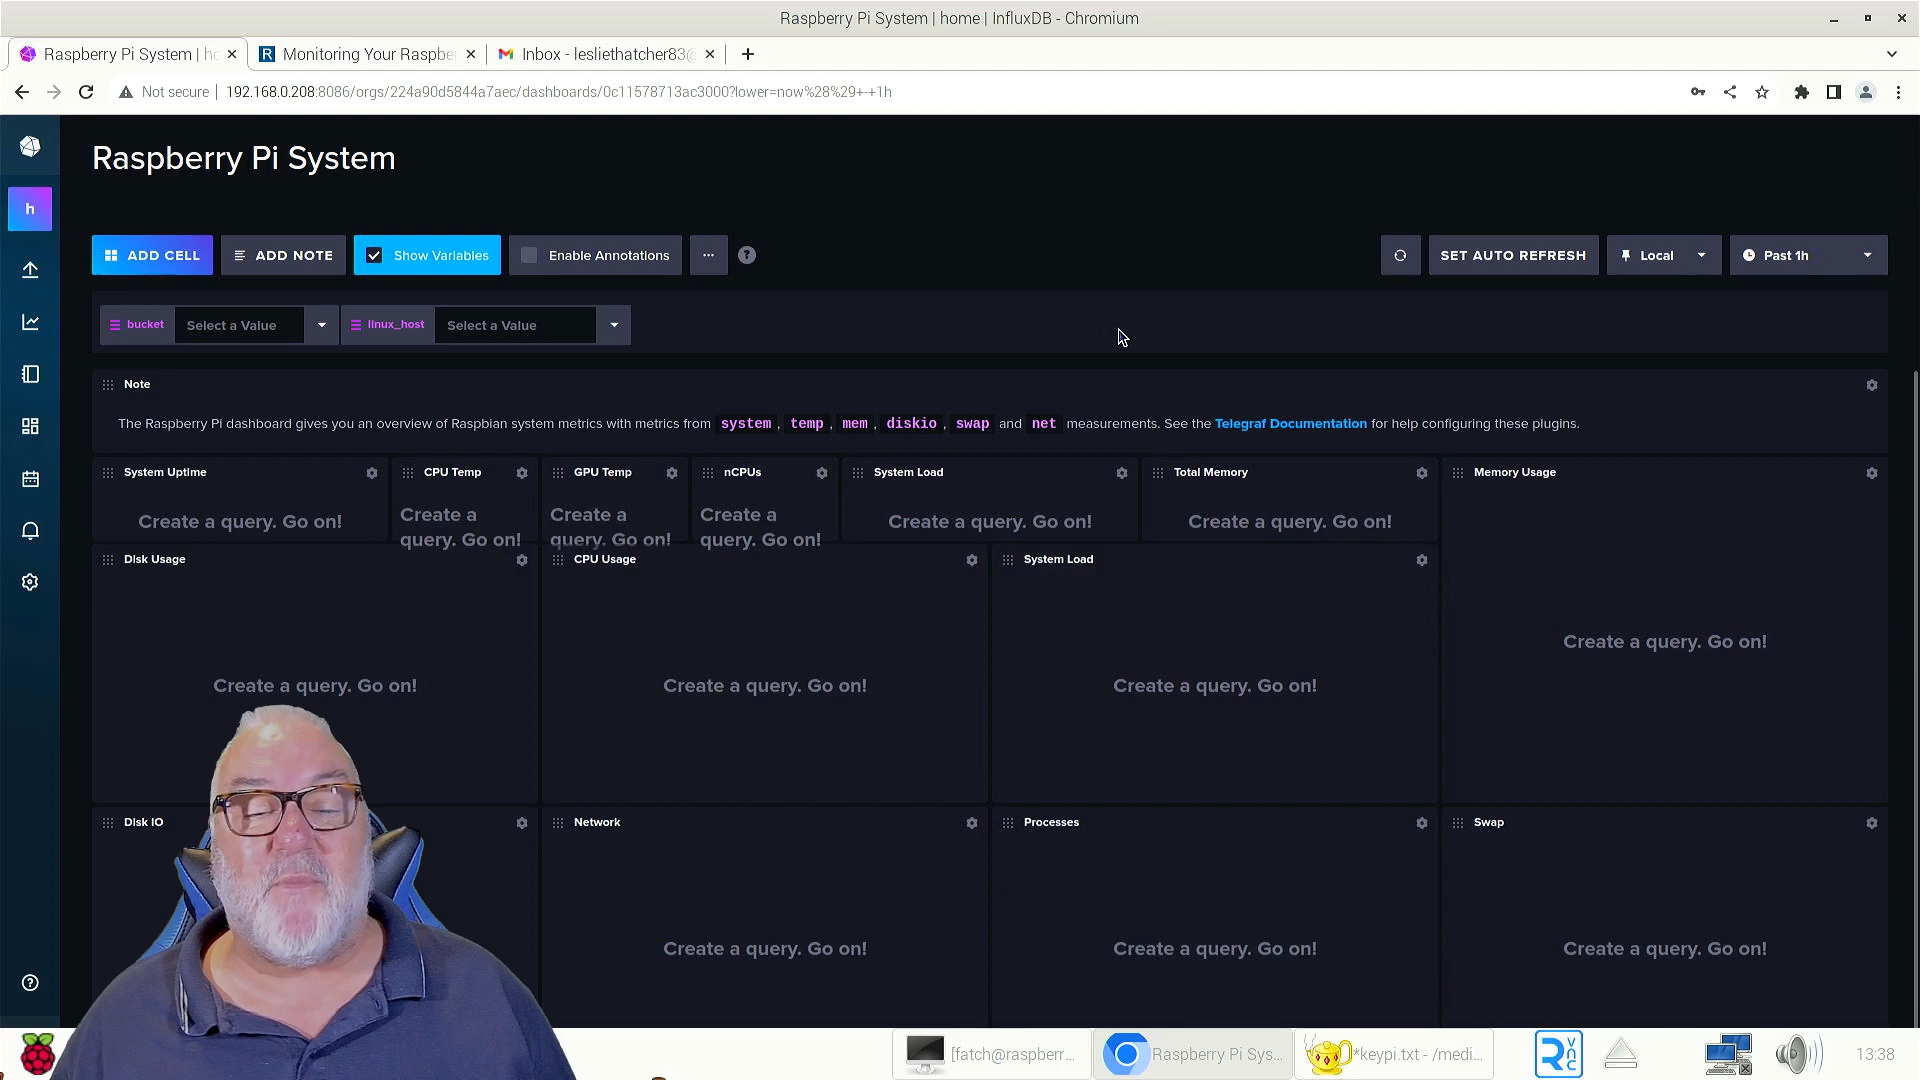 Raspberry Pi System | home | InfluxDB - Chromium
Raspberry Pi System | h
Monitoring Your Raspbe
Inbox - lesliethatcher83@
Not secure
192.168.0.208:8086/orgs/224a90d5844a7aec/dashboards/0c11578713ac3000?lower=now%28%29+-+1h
Raspberry Pi System
h
ADD CELL
ADD NOTE
Show Variables
Enable Annotations
SET AUTO REFRESH
Local
Past 1h
bucket
Select a Value
linux_host
Select a Value
Note
The Raspberry Pi dashboard gives you an overview of Raspbian system metrics with metrics from system, temp, mem, diskio, swap and net measurements. See the Telegraf Documentation for help configuring these plugins.
System Uptime
CPU Temp
GPU Temp
nCPUs
System Load
Total Memory
Memory Usage
Create a query. Go on!
Create a
query. Go on!
Create a
query. Go on!
Create a
query. Go on!
Create a query. Go on!
Create a query. Go on!
Disk Usage
CPU Usage
System Load
Create a query. Go on!
Create a query. Go on!
Create a query. Go on!
Create a query. Go on!
Disk IO
Network
Processes
Swap
Create a query. Go on!
Create a query. Go on!
Create a query. Go on!
[fatch@raspberr...
Raspberry Pi Sys...
*keypi.txt - /medi...
13:38